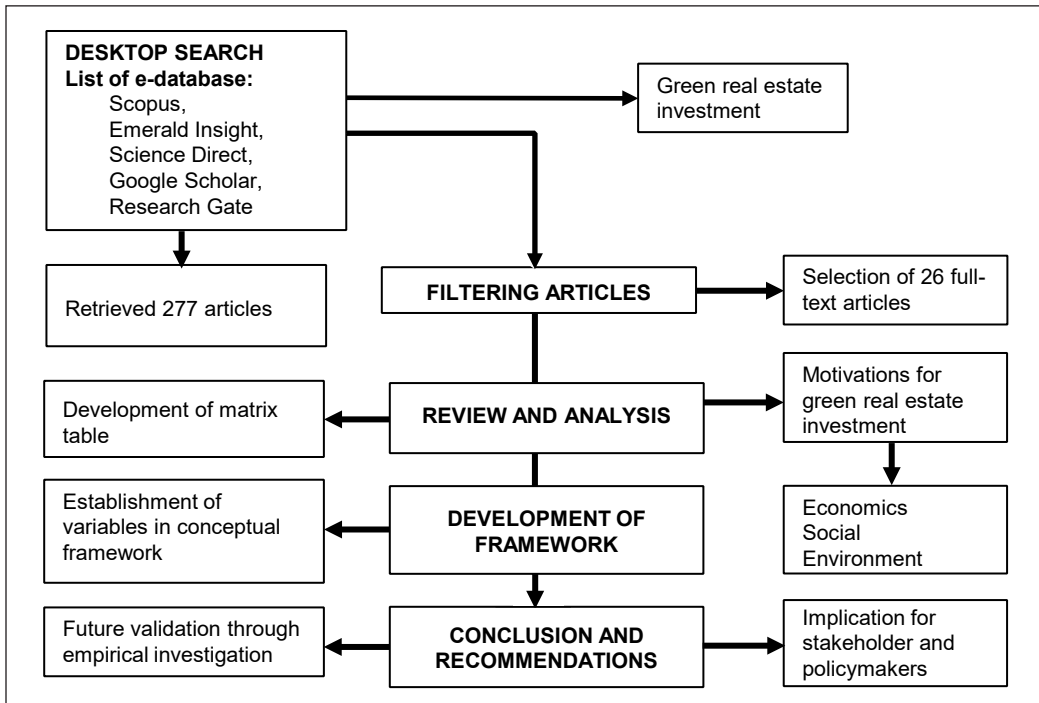 DESKTOP SEARCH
List of e-database:
Scopus,
Emerald Insight,
Science Direct,
Google Scholar,
Research Gate
Green real estate
investment
Retrieved 277 articles
FILTERING ARTICLES
Selection of 26 full-
text articles
Development of matrix
table
REVIEW AND ANALYSIS
Motivations for
green real estate
investment
Establishment of
variables in conceptual
framework
DEVELOPMENT OF
FRAMEWORK
Economics
Social
Environment
Future validation through
empirical investigation
CONCLUSION AND
RECOMMENDATIONS
Implication for
stakeholder and
policymakers